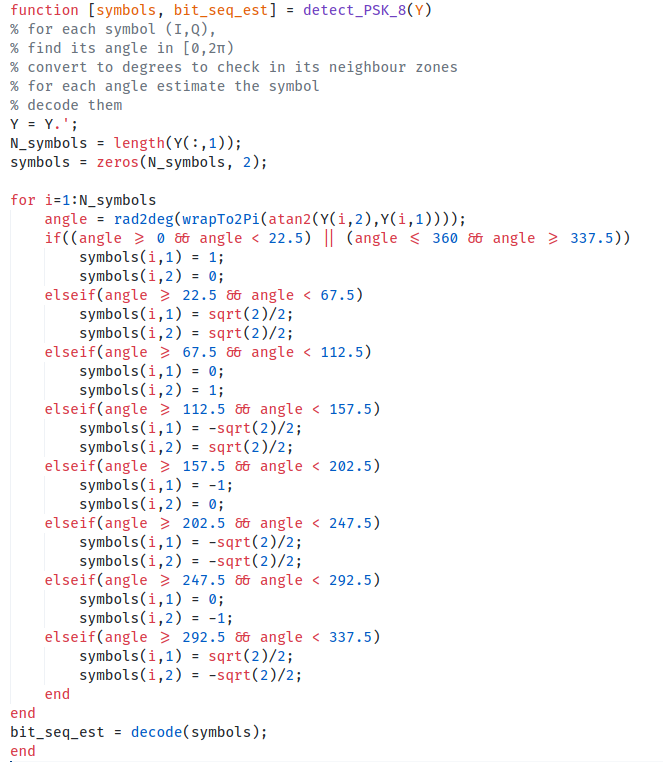 function [symbols, bit_seq_est] = detect_PSK_8(Y)
% for each symbol (I,Q),
% find its angle in [0,2π)
% convert to degrees to check in its neighbour zones
% for each angle estimate the symbol
% decode them
Y = Y.';
N_symbols = length(Y(:,1));
symbols = zeros(N_symbols, 2);

for i=1:N_symbols
    angle = rad2deg(wrapTo2Pi(atan2(Y(i,2),Y(i,1))));
    if((angle >= 0 && angle < 22.5) || (angle <= 360 && angle >= 337.5))
        symbols(i,1) = 1;
        symbols(i,2) = 0;
    elseif(angle >= 22.5 && angle < 67.5)
        symbols(i,1) = sqrt(2)/2;
        symbols(i,2) = sqrt(2)/2;
    elseif(angle >= 67.5 && angle < 112.5)
        symbols(i,1) = 0;
        symbols(i,2) = 1;
    elseif(angle >= 112.5 && angle < 157.5)
        symbols(i,1) = -sqrt(2)/2;
        symbols(i,2) = sqrt(2)/2;
    elseif(angle >= 157.5 && angle < 202.5)
        symbols(i,1) = -1;
        symbols(i,2) = 0;
    elseif(angle >= 202.5 && angle < 247.5)
        symbols(i,1) = -sqrt(2)/2;
        symbols(i,2) = -sqrt(2)/2;
    elseif(angle >= 247.5 && angle < 292.5)
        symbols(i,1) = 0;
        symbols(i,2) = -1;
    elseif(angle >= 292.5 && angle < 337.5)
        symbols(i,1) = sqrt(2)/2;
        symbols(i,2) = -sqrt(2)/2;
    end
end
bit_seq_est = decode(symbols);
end